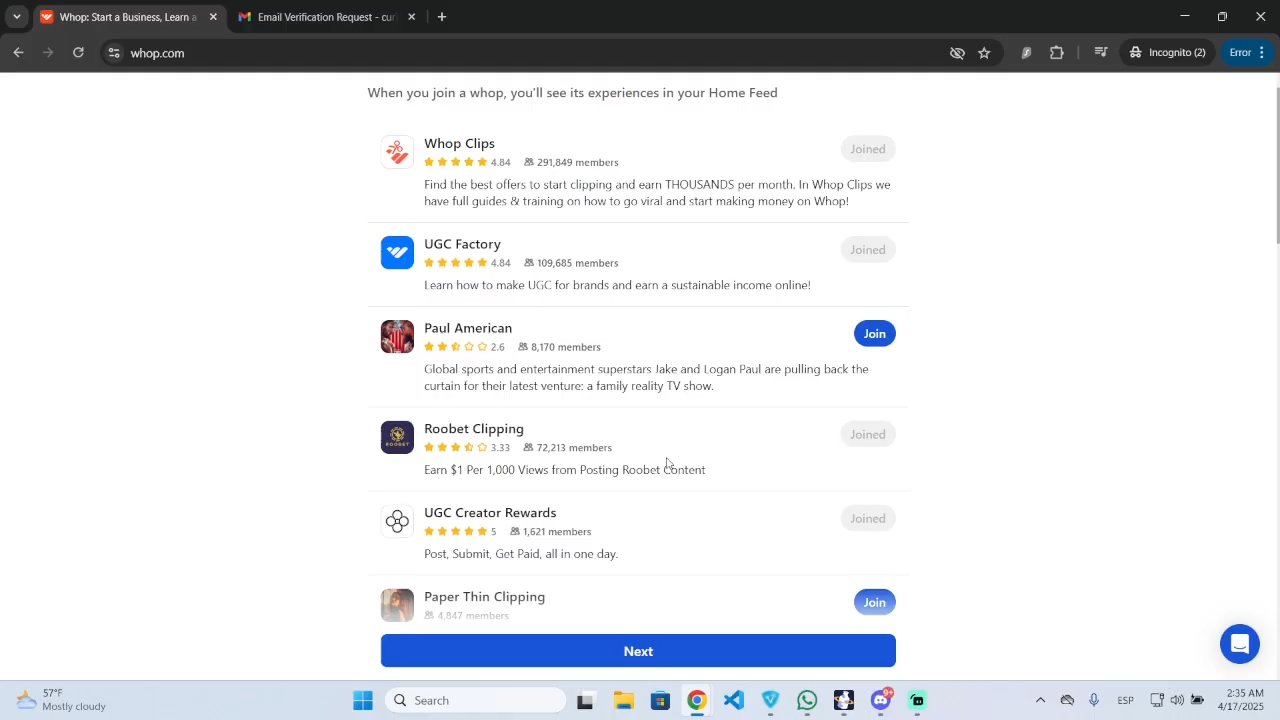 Whop: Start a Business, Learn a
Email Verification Request - cur
whop.com
Incognito (2)
Error
When you join a whop, you'll see its experiences in your Home Feed
Whop Clips
4.84 291,849 members
Joined
Find the best offers to start clipping and earn THOUSANDS per month. In Whop Clips we
have full guides & training on how to go viral and start making money on Whop!
UGC Factory
4.84 109,685 members
Joined
Learn how to make UGC for brands and earn a sustainable income online!
Paul American
2.6 8,170 members
Join
Global sports and entertainment superstars Jake and Logan Paul are pulling back the
curtain for their latest venture: a family reality TV show.
Roobet Clipping
3.33 72,213 members
Joined
Earn $1 Per 1,000 Views from Posting Roobet Content
UGC Creator Rewards
5 1,621 members
Joined
Post, Submit, Get Paid, all in one day.
Paper Thin Clipping
4,847 members
Join
Next
57°F
Mostly cloudy
Search
9+
ESP
2:35 AM
4/17/2025